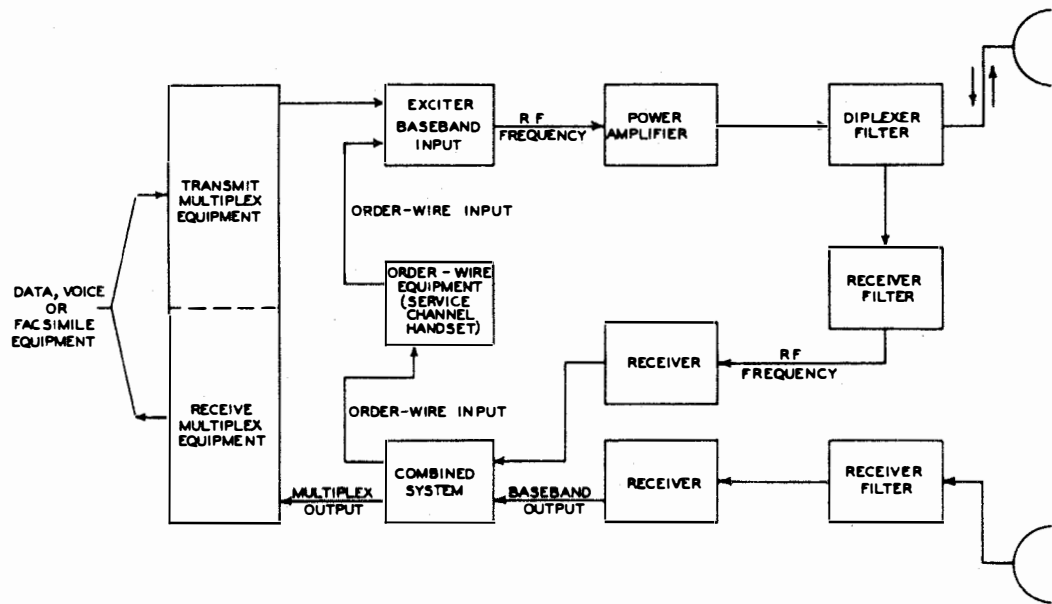 EXCITER
BASEBAND
INPUT
RF
FREQUENCY
POWER
AMPLIFIER
DIPLEXER
FILTER
TRANSMIT
MULTIPLEX
EQUIPMENT
ORDER-WIRE INPUT
ORDER - WIRE
EQUIPMENT
(SERVICE
CHANNEL
HANDSET)
RECEIVER
FILTER
DATA, VOICE
OR
FACSIMILE
EQUIPMENT
RECEIVER
RF
FREQUENCY
RECEIVE
MULTIPLEX
EQUIPMENT
ORDER-WIRE INPUT
COMBINED
SYSTEM
MULTIPLEX
OUTPUT
BASEBAND
OUTPUT
RECEIVER
RECEIVER
FILTER